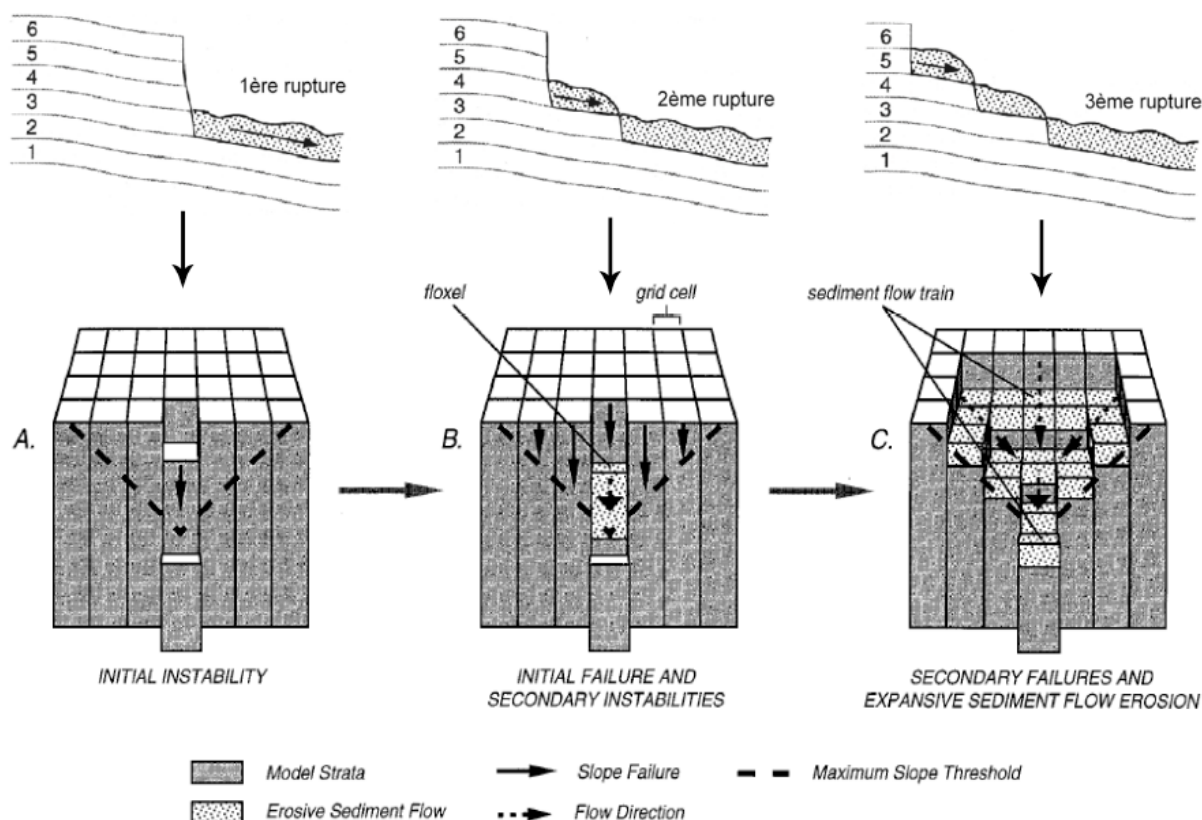 6
5
4
3
2
1
1ère rupture
6
5
4
3
2
1
2ème rupture
6
5
4
3
2
1
3ème rupture
floxel
grid cell
sediment flow train
A.
B.
C.
INITIAL INSTABILITY
INITIAL FAILURE AND
SECONDARY INSTABILITIES
SECONDARY FAILURES AND
EXPANSIVE SEDIMENT FLOW EROSION
Model Strata
Slope Failure
Maximum Slope Threshold
Erosive Sediment Flow
Flow Direction